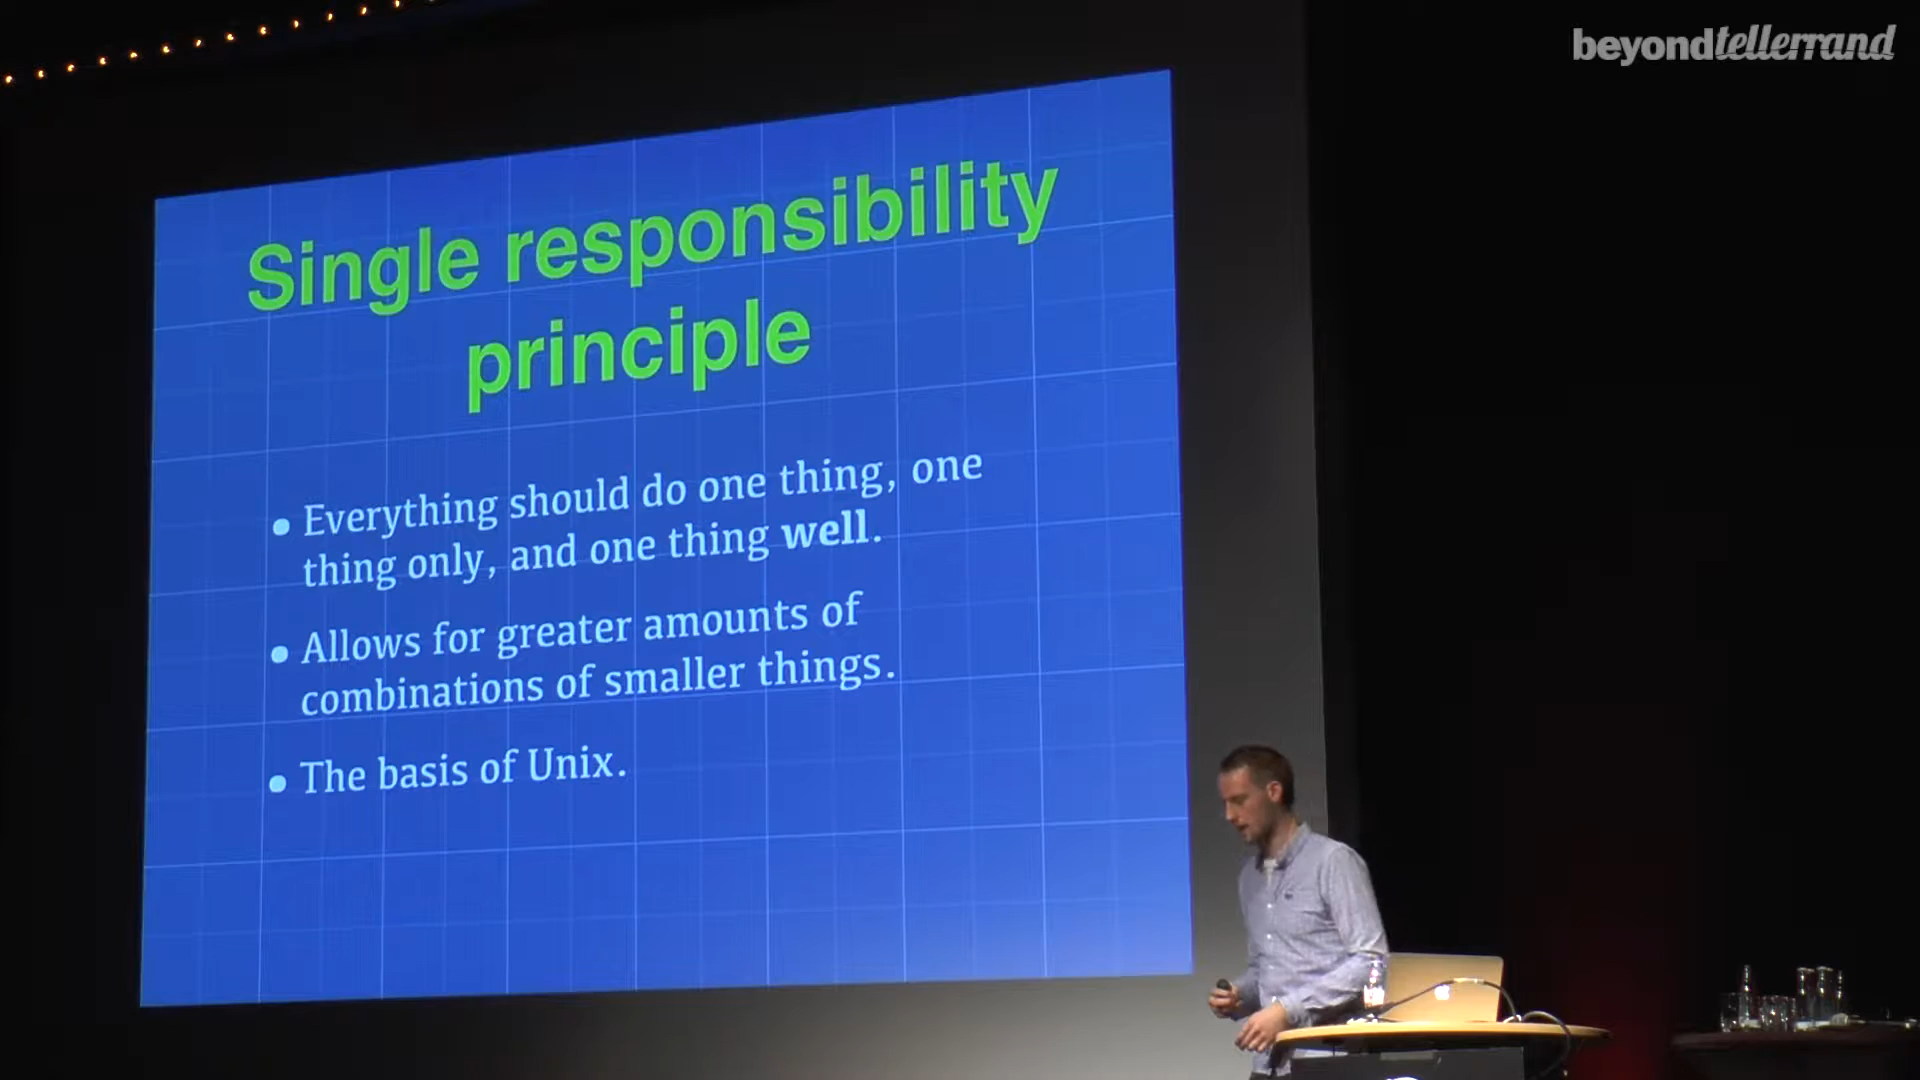 beyondtellerrand
Single responsibility
principle
• Everything should do one thing, one
thing only, and one thing well.
• Allows for greater amounts of
combinations of smaller things.
• The basis of Unix.